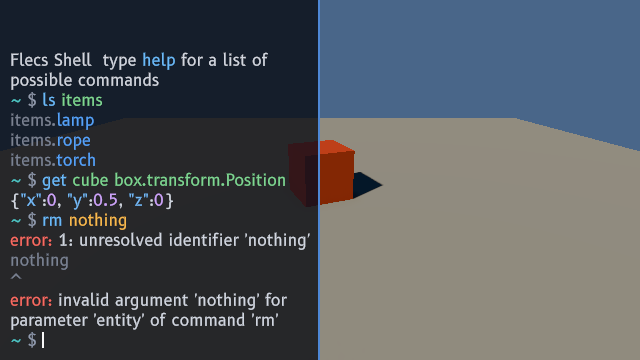 Flecs Shell  type help for a list of
possible commands
~ $ ls items
items.lamp
items.rope
items.torch
~ $ get cube box.transform.Position
{"x":0, "y":0.5, "z":0}
~ $ rm nothing
error: 1: unresolved identifier 'nothing'
nothing
^
error: invalid argument 'nothing' for
parameter 'entity' of command 'rm'
~ $